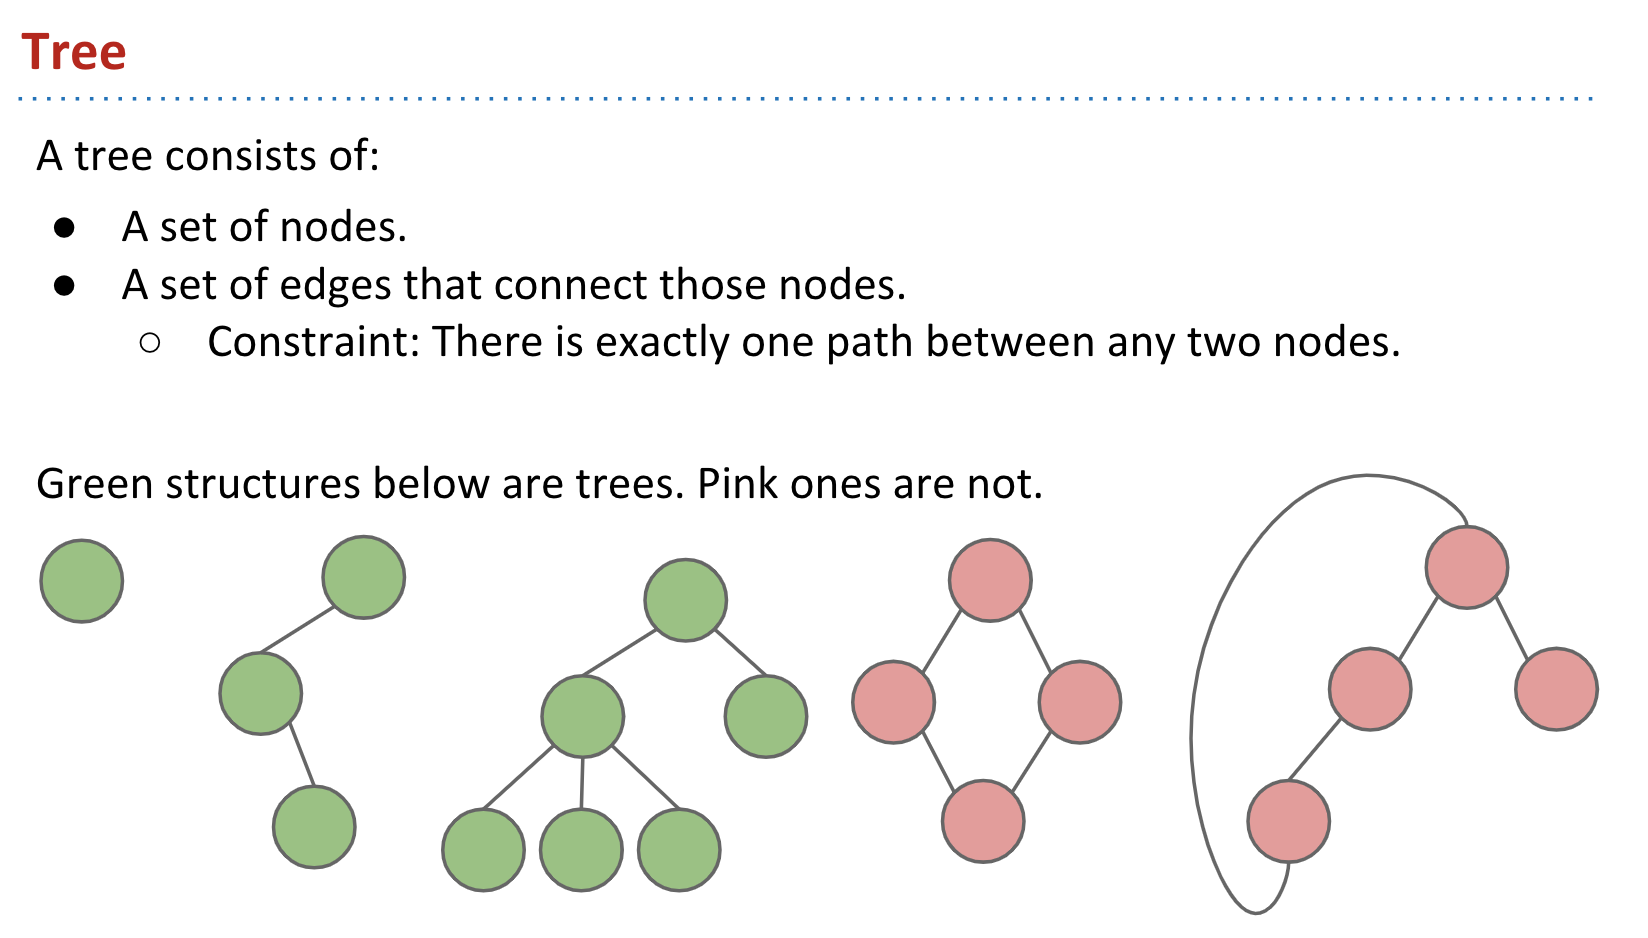 Tree
A tree consists of:
● A set of nodes.
● A set of edges that connect those nodes.
○ Constraint: There is exactly one path between any two nodes.
Green structures below are trees. Pink ones are not.